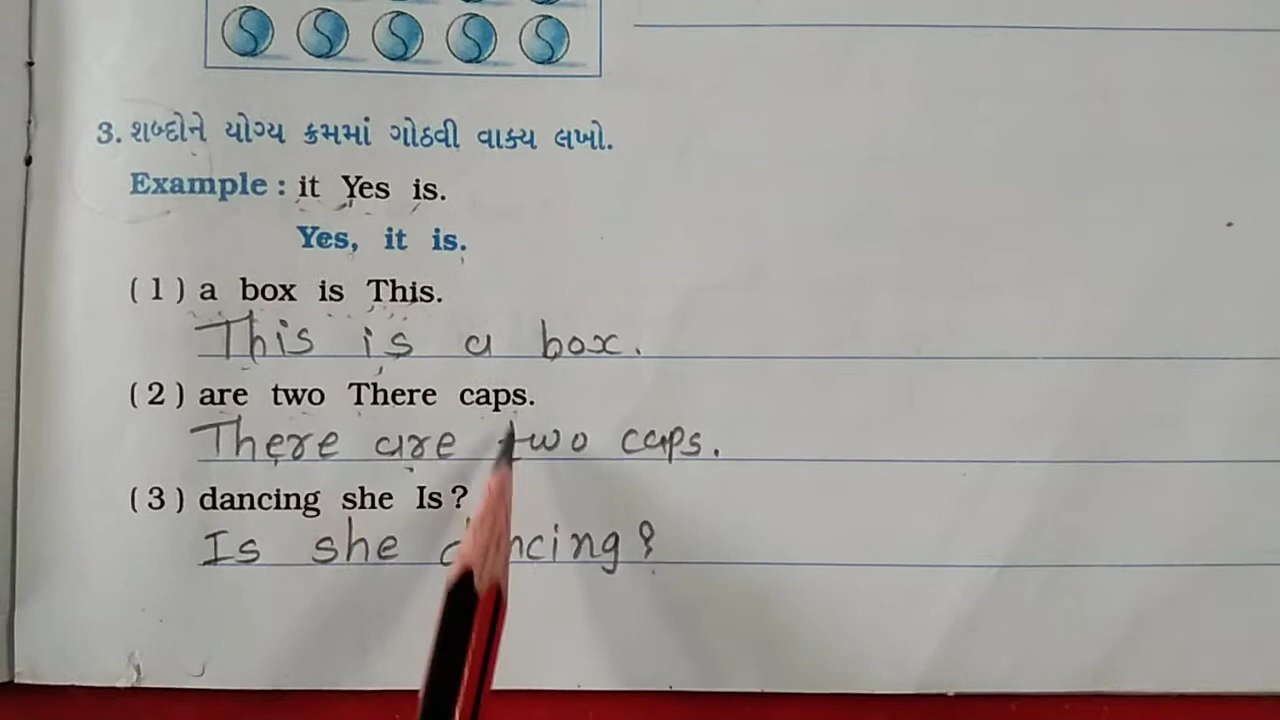 3. શબ્દોને યોગ્ય ક્રમમાં ગોઠવી વાક્ય લખો.
Example : it Yes is.
Yes, it is.
( 1 ) a box is This.
This is a box.
( 2 ) are two There caps.
There are two caps.
( 3 ) dancing she Is ?
Is she dancing?